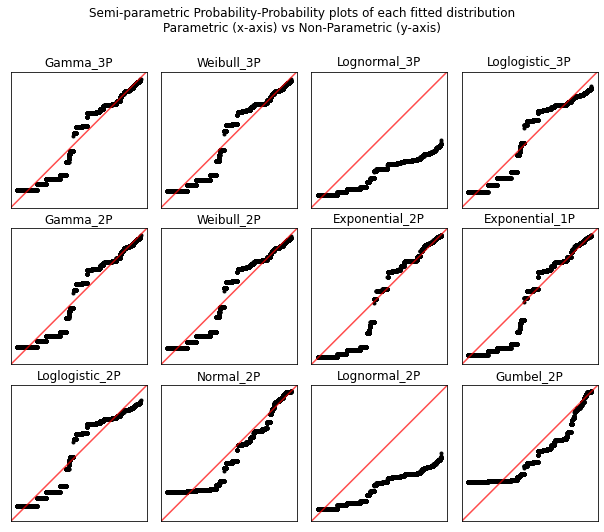 Semi-parametric Probability-Probability plots of each fitted distribution
Parametric (x-axis) vs Non-Parametric (y-axis)
Gamma_3P
Weibull_3P
Lognormal_3P
Loglogistic_3P
Gamma_2P
Weibull_2P
Exponential_2P
Exponential_1P
Loglogistic_2P
Normal_2P
Lognormal_2P
Gumbel_2P